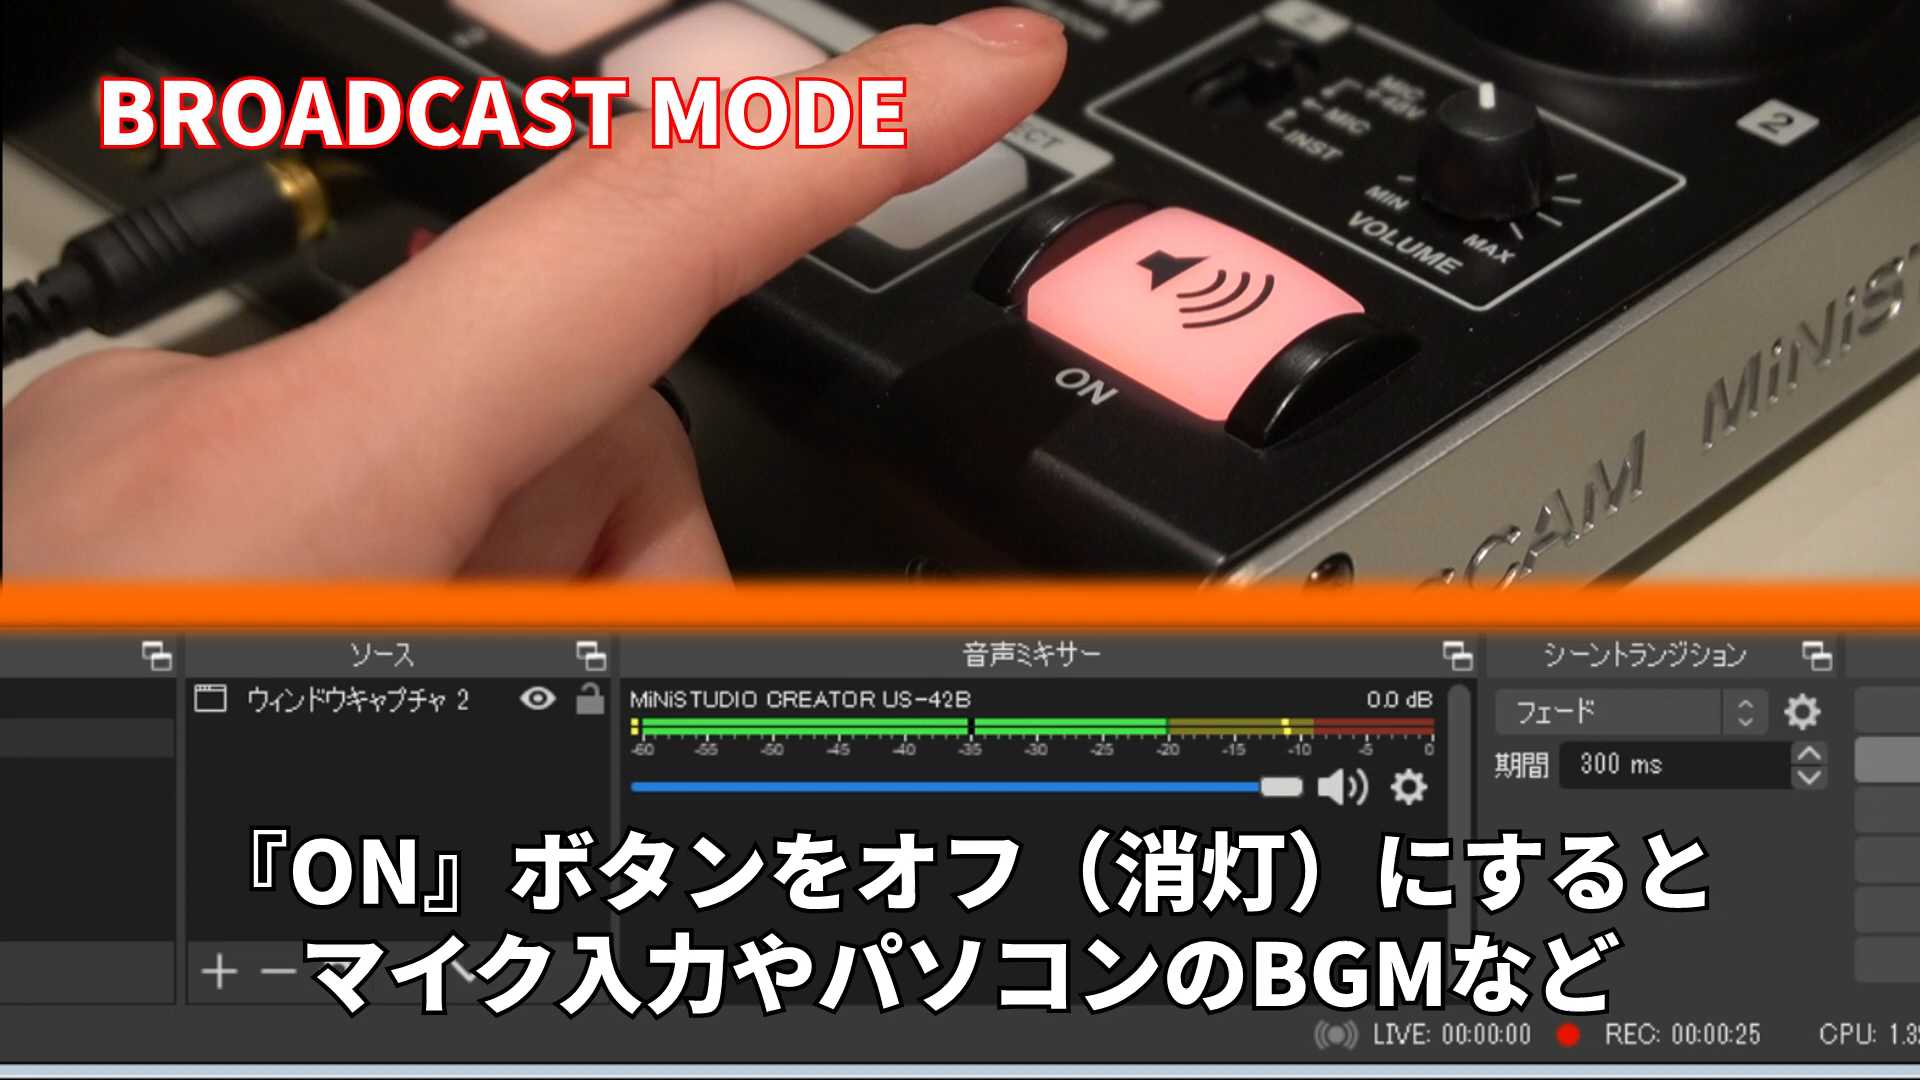 BROADCAST MODE
2
2
MIC
+48V
MIC
INST
MIN
MAX
VOLUME
2
ON
ソース
音声ミキサー
シーントランジション
ウィンドウキャプチャ 2
MiNiSTUDIO CREATOR US-42B
0.0 dB
-60 -55 -50 -45 -40 -35 -30 -25 -20 -15 -10 -5 0
フェード
期間 300 ms
『ON』ボタンをオフ（消灯）にすると
マイク入力やパソコンのBGMなど
LIVE: 00:00:00
REC: 00:00:25